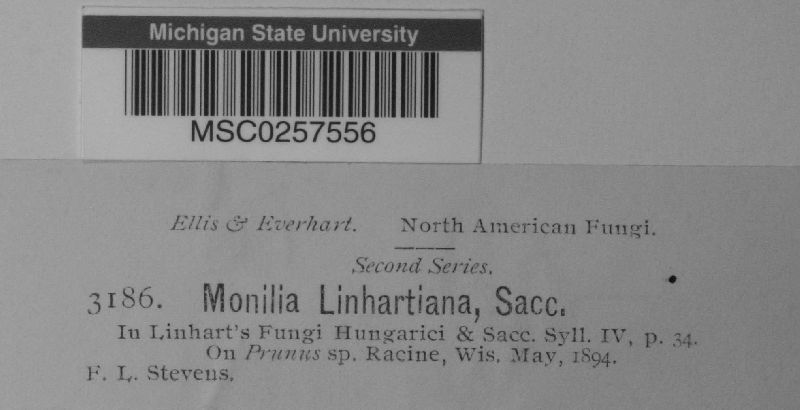 Michigan State University
MSC0257556
Ellis & Everhart. North American Fungi.
Second Series.
3186. Monilia Linhartiana, Sacc.
In Linhart's Fungi Hungarici & Sacc. Syll. IV, p. 34.
On Prunus sp. Racine, Wis. May, 1894.
F. L. Stevens.